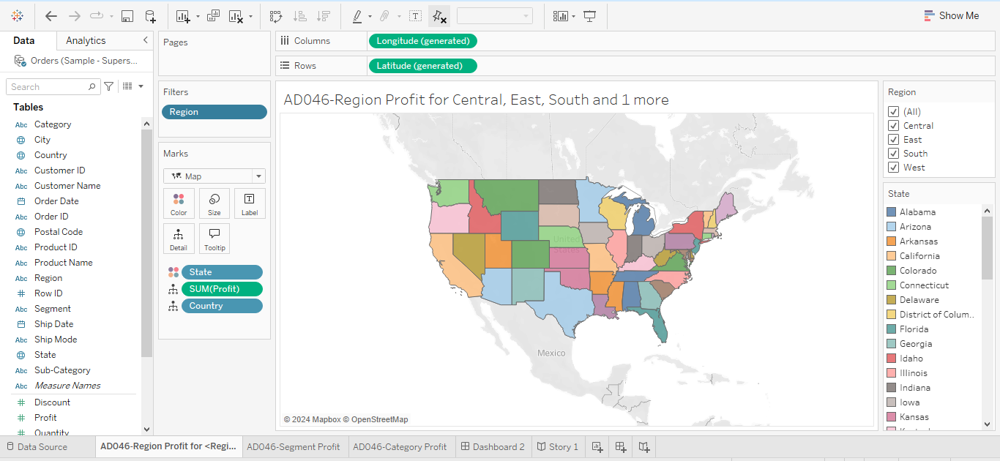 Show Me
Data
Analytics
Orders (Sample - Supers...
Search
Tables
Abc Category
City
Country
Abc Customer ID
Abc Customer Name
Order Date
Abc Order ID
Postal Code
Abc Product ID
Abc Product Name
Abc Region
Row ID
Abc Segment
Ship Date
Abc Ship Mode
State
Abc Sub-Category
Abc Measure Names
Discount
Profit
Quantity
Pages
Filters
Region
Marks
Map
Color
Size
Label
Detail
Tooltip
State
SUM(Profit)
Country
Columns
Longitude (generated)
Rows
Latitude (generated)
AD046-Region Profit for Central, East, South and 1 more
United
States
Mexico
© 2024 Mapbox © OpenStreetMap
Region
(All)
Central
East
South
West
State
Alabama
Arizona
Arkansas
California
Colorado
Connecticut
Delaware
District of Colum..
Florida
Georgia
Idaho
Illinois
Indiana
Iowa
Kansas
Data Source
AD046-Region Profit for <Regi...
AD046-Segment Profit
AD046-Category Profit
Dashboard 2
Story 1